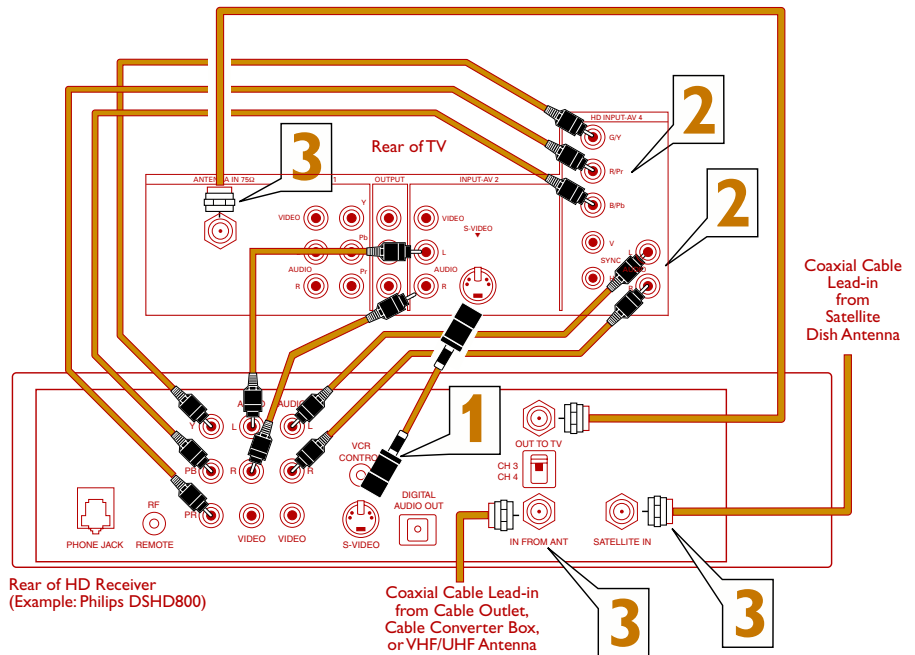 HD INPUT-AV 4
2
G/Y
R/Pr
B/Pb
Rear of TV
3
ANTENNA IN 75Ω
1
OUTPUT
INPUT-AV 2
VIDEO
Y
VIDEO
S-VIDEO
Pb
L
AUDIO
R
Pr
AUDIO
R
V
SYNC
H
L
R
2
Coaxial Cable
Lead-in
from
Satellite
Dish Antenna
1
AUDIO
Y
L
L
PB
R
R
PR
VCR
CONTROL
OUT TO TV
CH 3
CH 4
PHONE JACK
RF
REMOTE
VIDEO
VIDEO
S-VIDEO
DIGITAL
AUDIO OUT
IN FROM ANT
SATELLITE IN
Rear of HD Receiver
(Example: Philips DSHD800)
Coaxial Cable Lead-in
from Cable Outlet,
Cable Converter Box,
or VHF/UHF Antenna
3
3